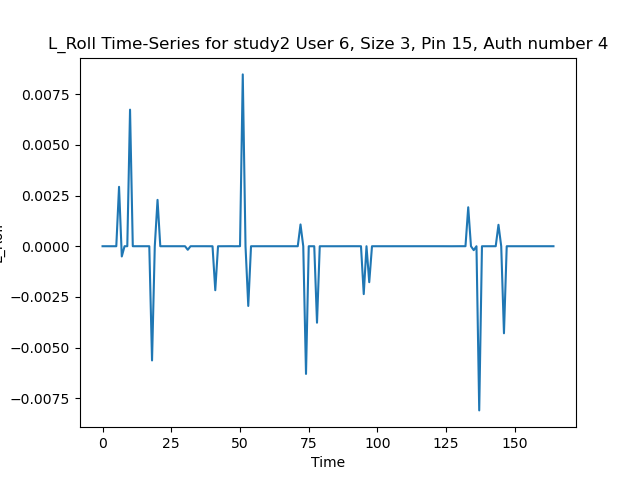 L_Roll Time-Series for study2 User 6, Size 3, Pin 15, Auth number 4
0.0075
0.0050
0.0025
0.0000
−0.0025
−0.0050
−0.0075
L_Roll
0 25 50 75 100 125 150
Time